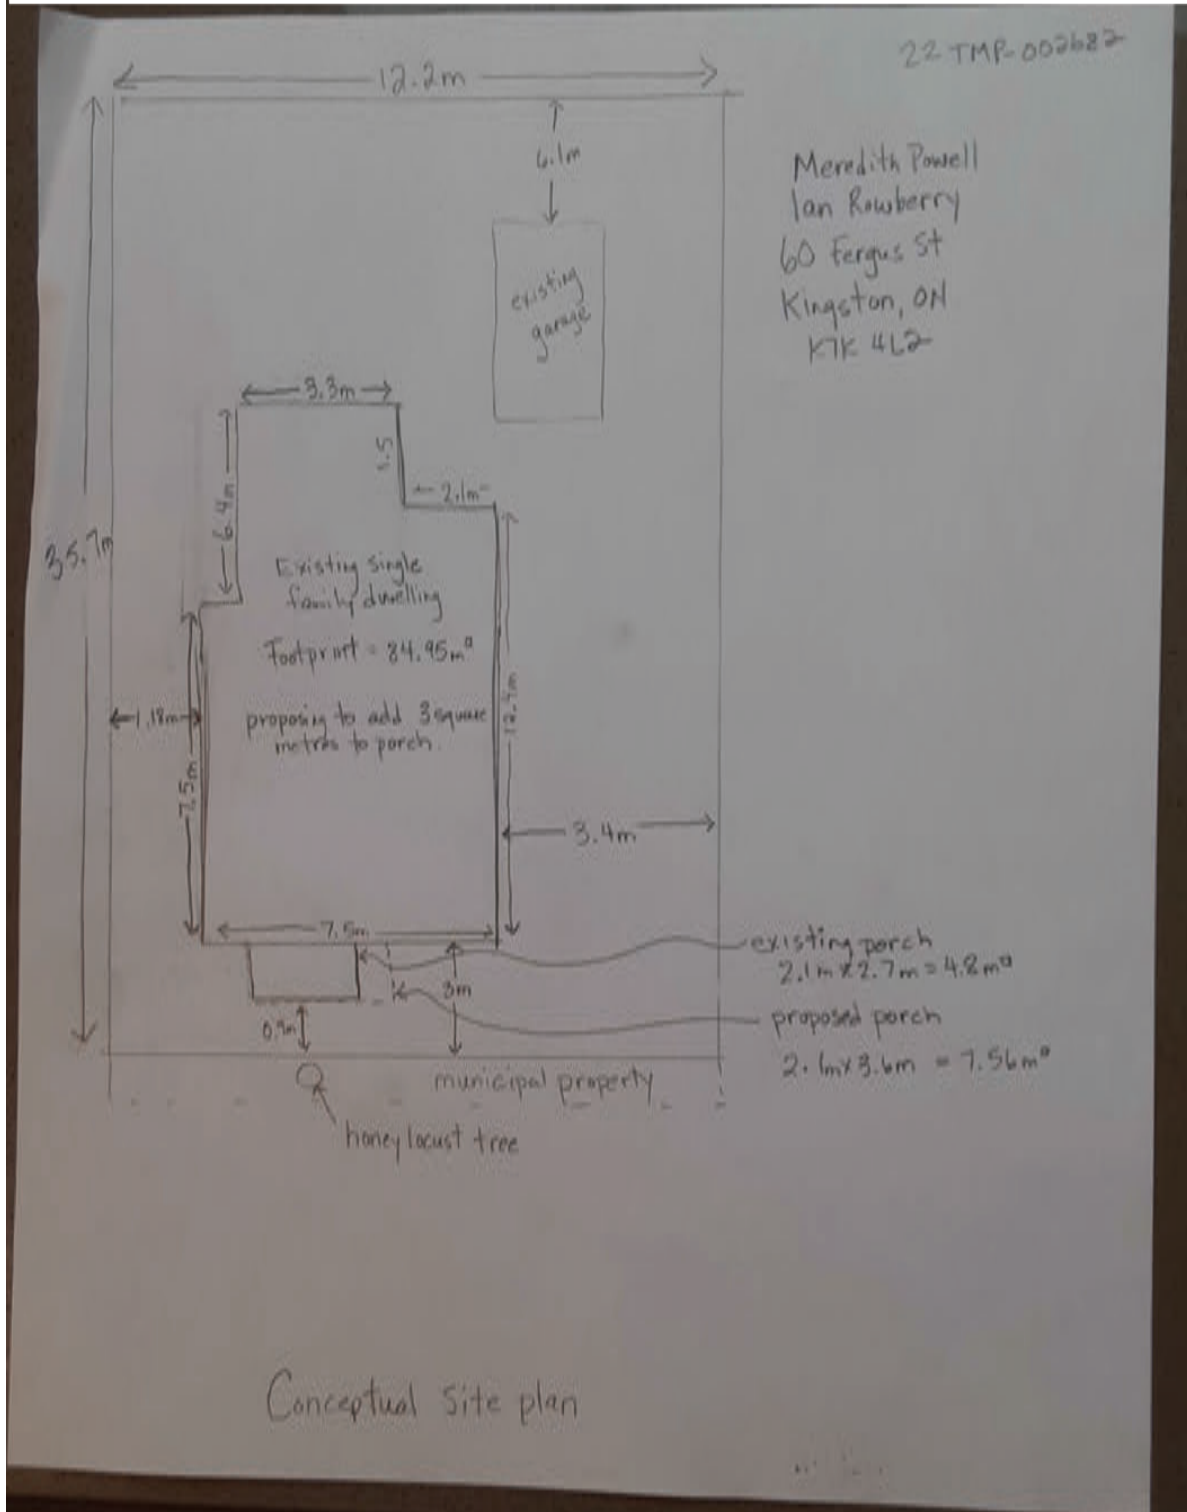 22 TMP-002682
12.2m
6.1m
Meredith Powell
Ian Rowberry
60 Fergus St
Kingston, ON
K7K 4L2
existing
garage
3.3m
1.5
2.1m
6.4m
35.7m
Existing single
family dwelling
Footprint = 84.95m²
proposing to add 3 square
metres to porch.
1.18m
7.5m
12.4m
3.4m
7.5m
existing porch
2.1m x 2.7m = 4.8m²
3m
0.9m
proposed porch
2.1m x 3.6m = 7.56m²
municipal property
honey locust tree
Conceptual Site plan